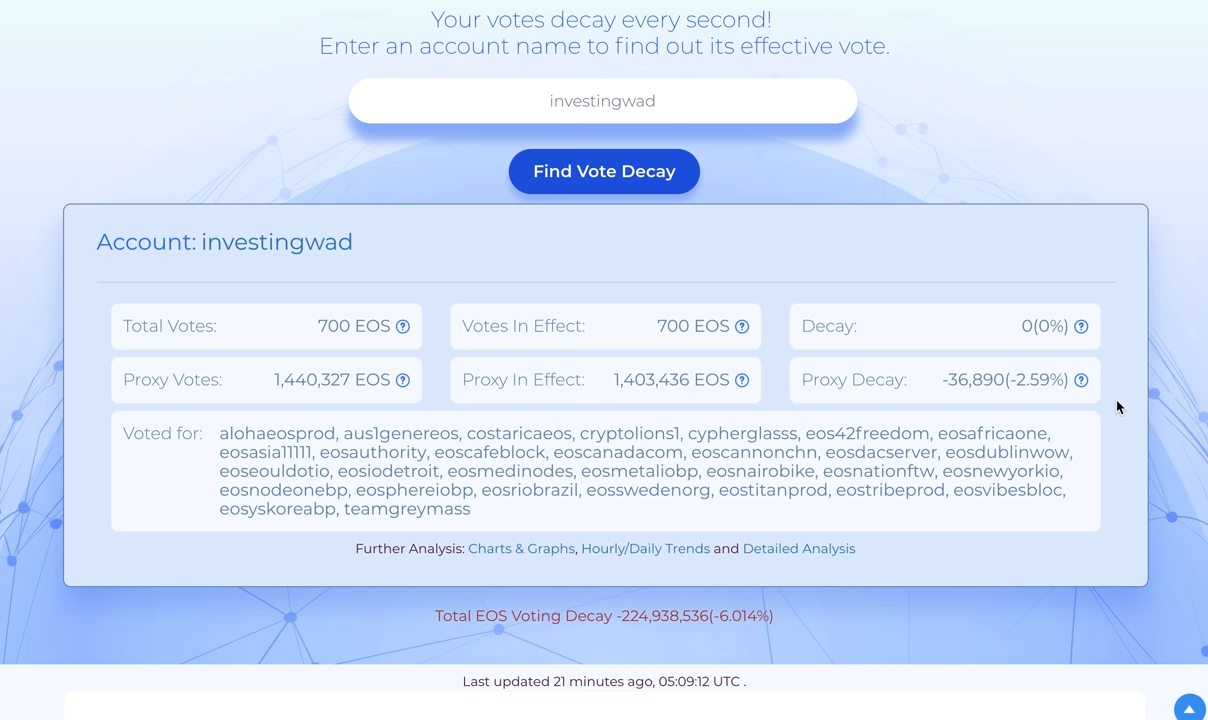 Your votes decay every second!
Enter an account name to find out its effective vote.
investingwad
Find Vote Decay
Account: investingwad
Total Votes: 700 EOS ?
Votes In Effect: 700 EOS ?
Decay: 0(0%) ?
Proxy Votes: 1,440,327 EOS ?
Proxy In Effect: 1,403,436 EOS ?
Proxy Decay: -36,890(-2.59%) ?
Voted for: alohaeosprod, aus1genereos, costaricaeos, cryptolions1, cypherglasss, eos42freedom, eosafricaone,
eosasia11111, eosauthority, eoscafeblock, eoscanadacom, eoscannonchn, eosdacserver, eosdublinwow,
eoseouldotio, eosiodetroit, eosmedinodes, eosmetaliobp, eosnairobike, eosnationftw, eosnewyorkio,
eosnodeonebp, eosphereiobp, eosriobrazil, eosswedenorg, eostitanprod, eostribeprod, eosvibesbloc,
eosyskoreabp, teamgreymass
Further Analysis: Charts & Graphs, Hourly/Daily Trends and Detailed Analysis
Total EOS Voting Decay -224,938,536(-6.014%)
Last updated 21 minutes ago, 05:09:12 UTC .